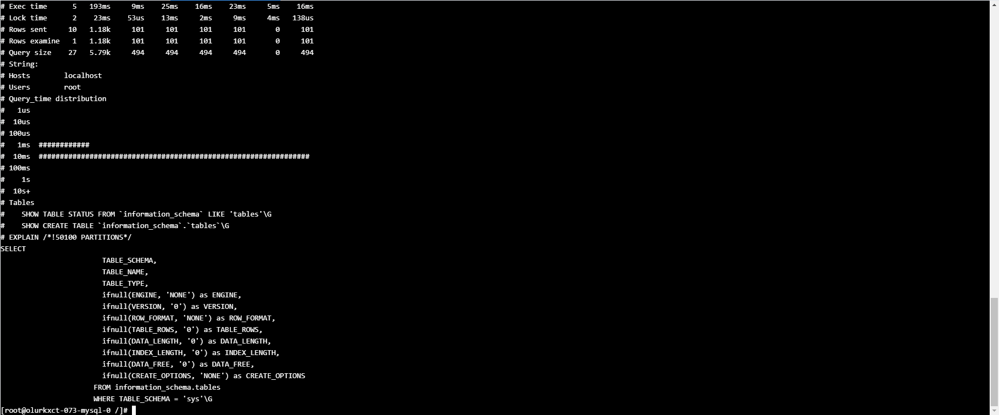 # Exec time      5   193ms     9ms    25ms    16ms    23ms     5ms    16ms
# Lock time      2    23ms    53us    13ms     2ms     9ms     4ms   138us
# Rows sent     10   1.18k     101     101     101     101       0     101
# Rows examine   1   1.18k     101     101     101     101       0     101
# Query size    27   5.79k     494     494     494     494       0     494
# String:
# Hosts        localhost
# Users        root
# Query_time distribution
#   1us
#  10us
# 100us
#   1ms  ############
#  10ms  ################################################################
# 100ms
#    1s
#  10s+
# Tables
#    SHOW TABLE STATUS FROM `information_schema` LIKE 'tables'\G
#    SHOW CREATE TABLE `information_schema`.`tables`\G
# EXPLAIN /*!50100 PARTITIONS*/
SELECT
                        TABLE_SCHEMA,
                        TABLE_NAME,
                        TABLE_TYPE,
                        ifnull(ENGINE, 'NONE') as ENGINE,
                        ifnull(VERSION, '0') as VERSION,
                        ifnull(ROW_FORMAT, 'NONE') as ROW_FORMAT,
                        ifnull(TABLE_ROWS, '0') as TABLE_ROWS,
                        ifnull(DATA_LENGTH, '0') as DATA_LENGTH,
                        ifnull(INDEX_LENGTH, '0') as INDEX_LENGTH,
                        ifnull(DATA_FREE, '0') as DATA_FREE,
                        ifnull(CREATE_OPTIONS, 'NONE') as CREATE_OPTIONS
                      FROM information_schema.tables
                      WHERE TABLE_SCHEMA = 'sys'\G
[root@olurkxct-073-mysql-0 /]#